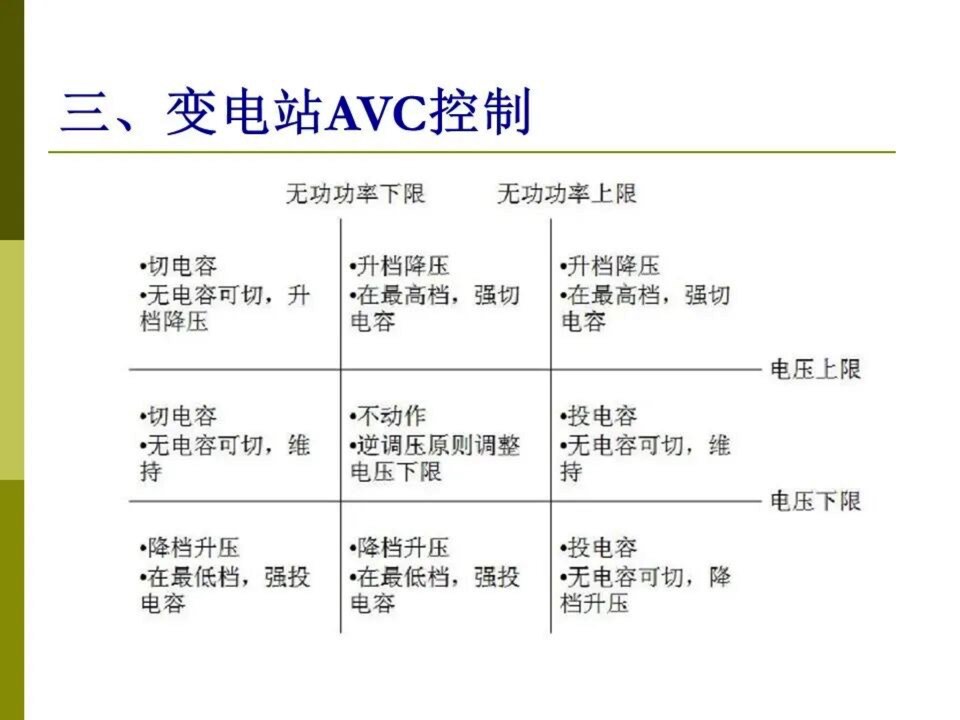 三、变电站AVC控制
无功功率下限
无功功率上限
•切电容
•无电容可切，升
档降压
•升档降压
•在最高档，强切
电容
•升档降压
•在最高档，强切
电容
电压上限
•切电容
•无电容可切，维
持
•不动作
•逆调压原则调整
电压下限
•投电容
•无电容可切，维
持
电压下限
•降档升压
•在最低档，强投
电容
•降档升压
•在最低档，强投
电容
•投电容
•无电容可切，降
档升压